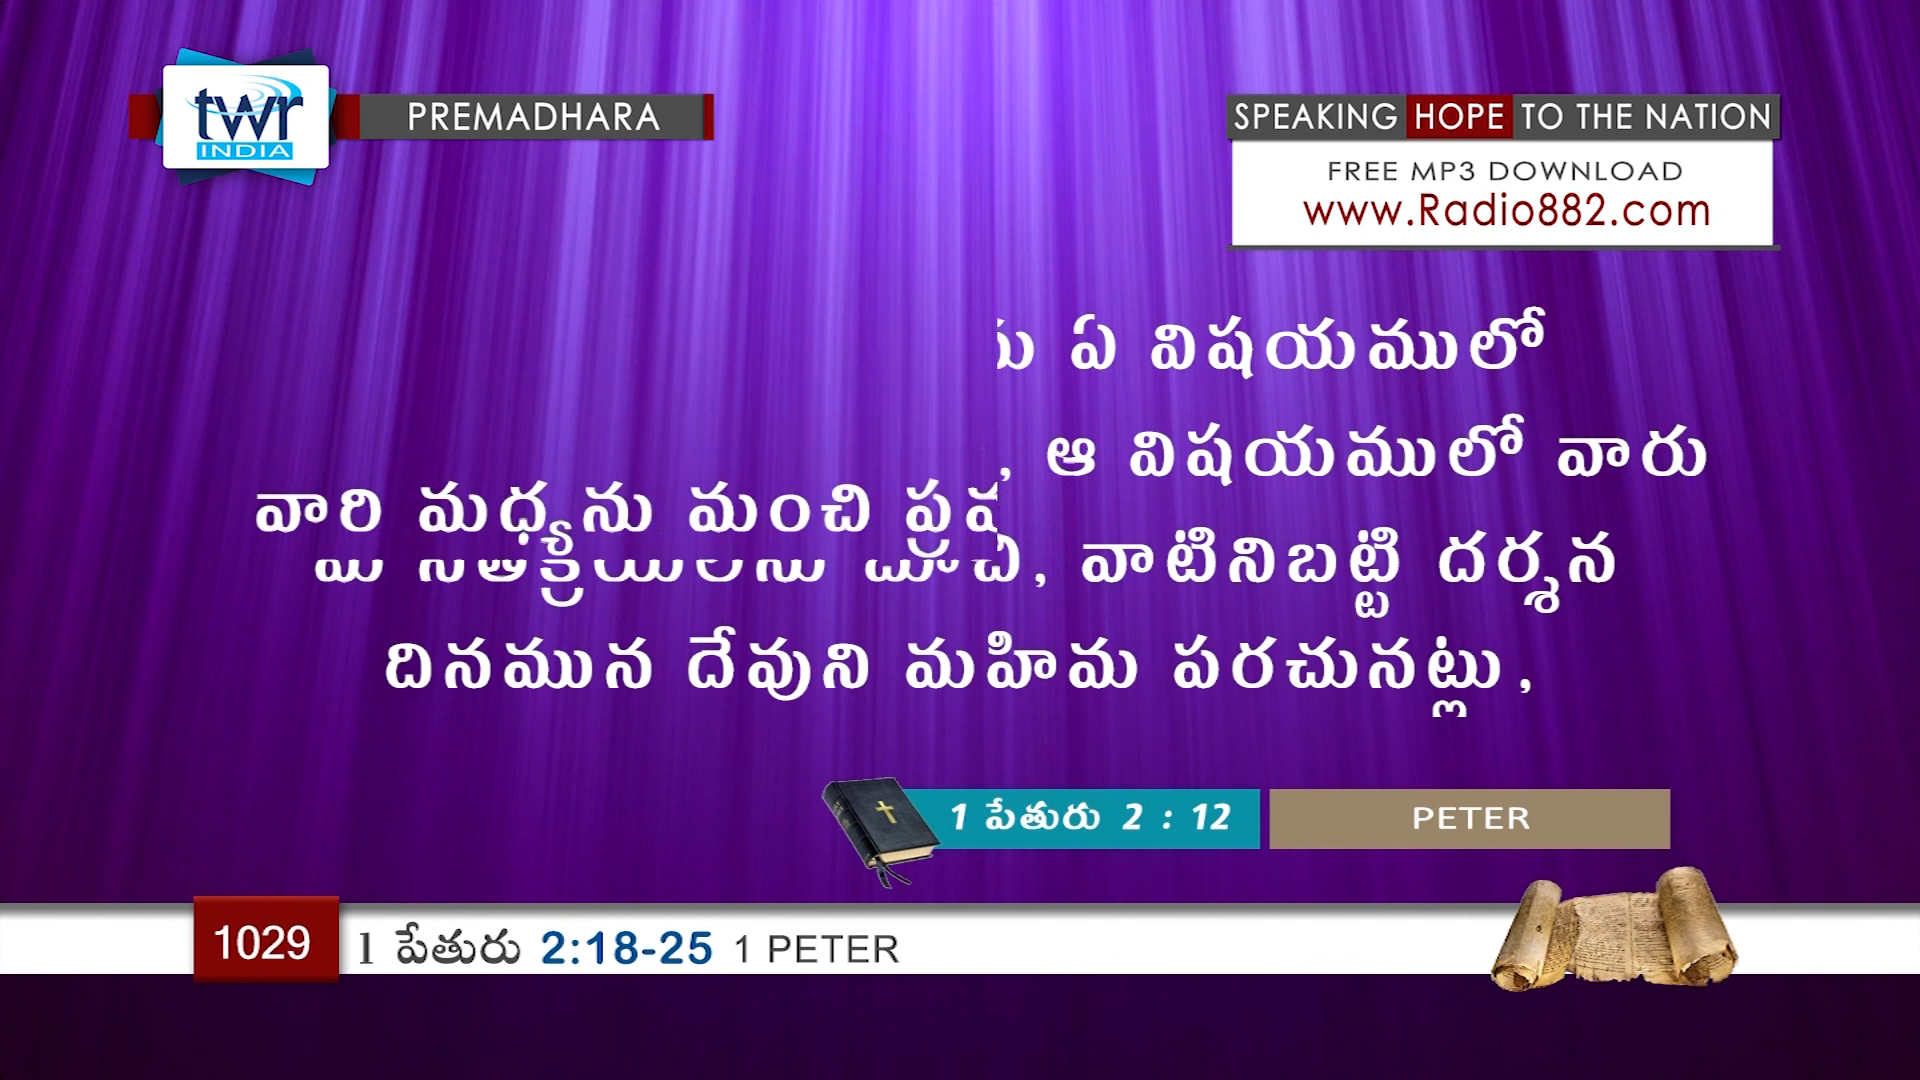 twr
INDIA
PREMADHARA
SPEAKING HOPE TO THE NATION
FREE MP3 DOWNLOAD
www.Radio882.com
ఏ విషయములో
ఆ విషయములో వారు
వారి మధ్యను మంచి
వాటినిబట్టి దర్శన
దినమున దేవుని మహిమ పరచునట్లు,
1 పేతురు 2 : 12
PETER
1029
1 పేతురు 2:18-25 1 PETER